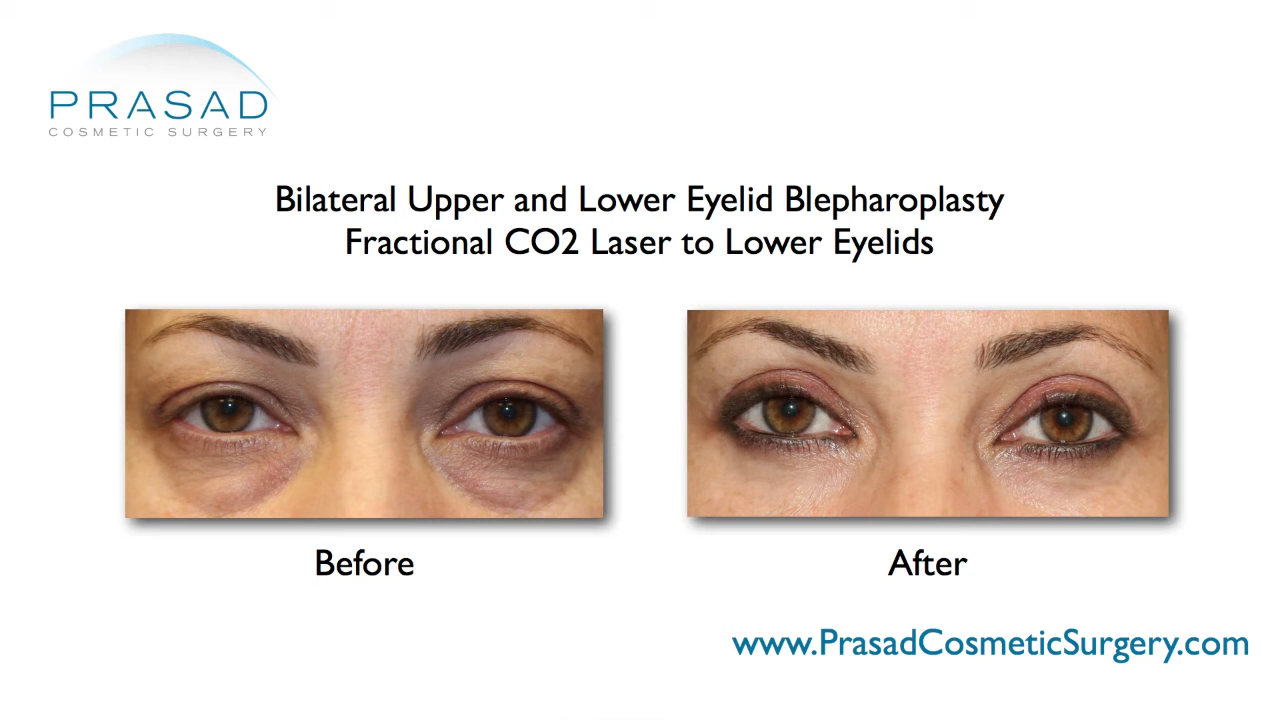 PRASAD
COSMETIC SURGERY
Bilateral Upper and Lower Eyelid Blepharoplasty
Fractional CO2 Laser to Lower Eyelids
Before
After
www.PrasadCosmeticSurgery.com